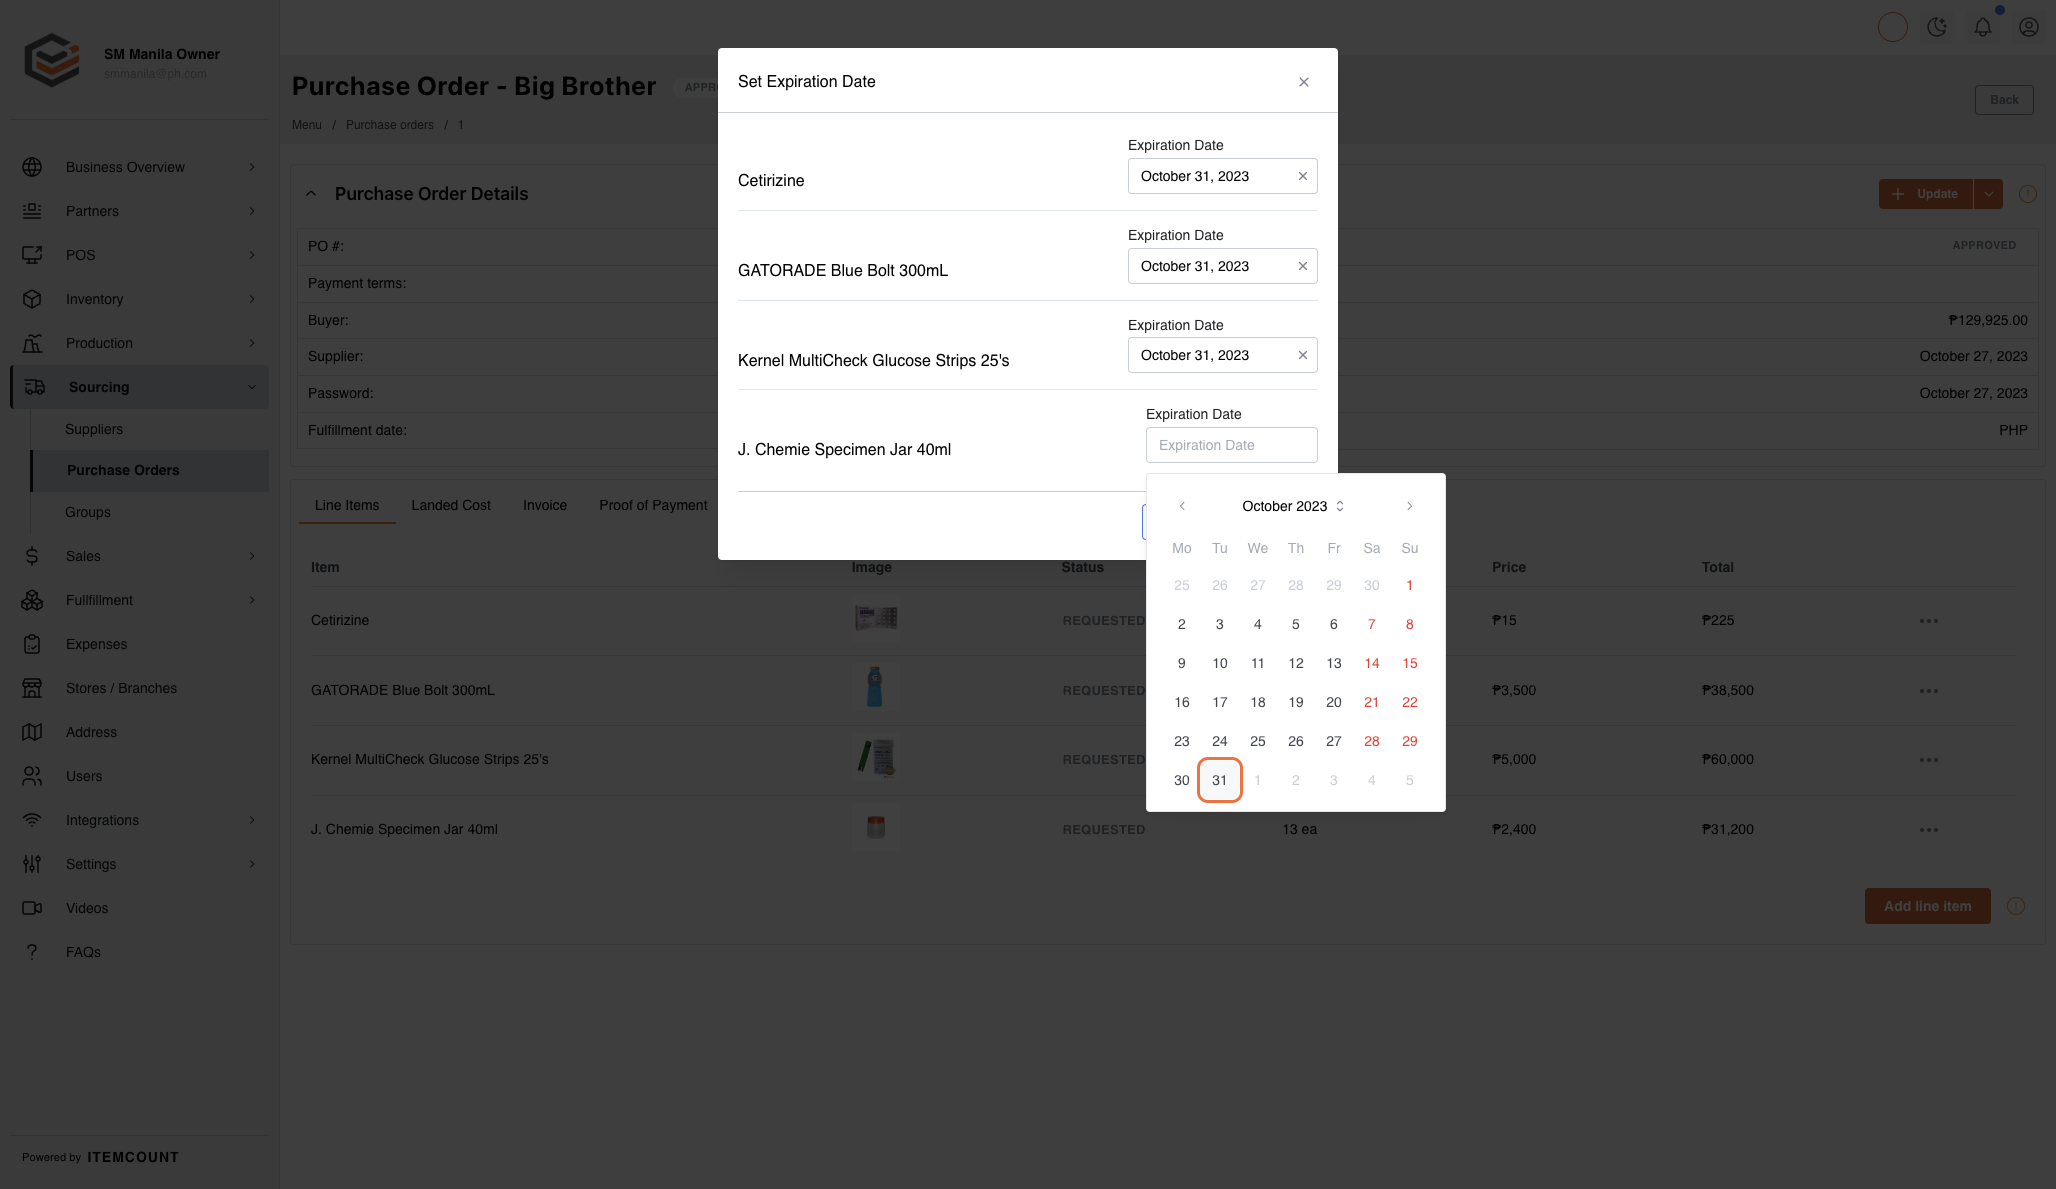 SM Manila Owner
smmanila@ph.com
Business Overview
Partners
POS
Inventory
Production
Sourcing
Suppliers
Purchase Orders
Groups
Sales
Fullfillment
Expenses
Stores / Branches
Address
Users
Integrations
Settings
Videos
FAQs
Powered by ITEMCOUNT
Purchase Order - Big Brother
Menu / Purchase orders / 1
Back
Purchase Order Details
Update
PO #:
APPROVED
Payment terms:
Buyer:
₱129,925.00
Supplier:
October 27, 2023
Password:
October 27, 2023
Fulfillment date:
PHP
Line Items Landed Cost Invoice Proof of Payment
Item Image Status Price Total
Cetirizine REQUESTED ₱15 ₱225
GATORADE Blue Bolt 300mL REQUESTED ₱3,500 ₱38,500
Kernel MultiCheck Glucose Strips 25's REQUESTED ₱5,000 ₱60,000
J. Chemie Specimen Jar 40ml REQUESTED 13 ea ₱2,400 ₱31,200
Add line item
Set Expiration Date
Expiration Date
Cetirizine
October 31, 2023
Expiration Date
GATORADE Blue Bolt 300mL
October 31, 2023
Expiration Date
Kernel MultiCheck Glucose Strips 25's
October 31, 2023
Expiration Date
J. Chemie Specimen Jar 40ml
Expiration Date
October 2023
Mo Tu We Th Fr Sa Su
25 26 27 28 29 30 1
2 3 4 5 6 7 8
9 10 11 12 13 14 15
16 17 18 19 20 21 22
23 24 25 26 27 28 29
30 31 1 2 3 4 5